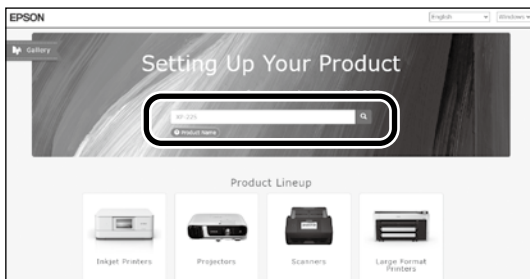 EPSON
English
Windows
Gallery
Setting Up Your Product
XP-225
Product Name
Product Lineup
Inkjet Printers
Projectors
Scanners
Large Format
Printers